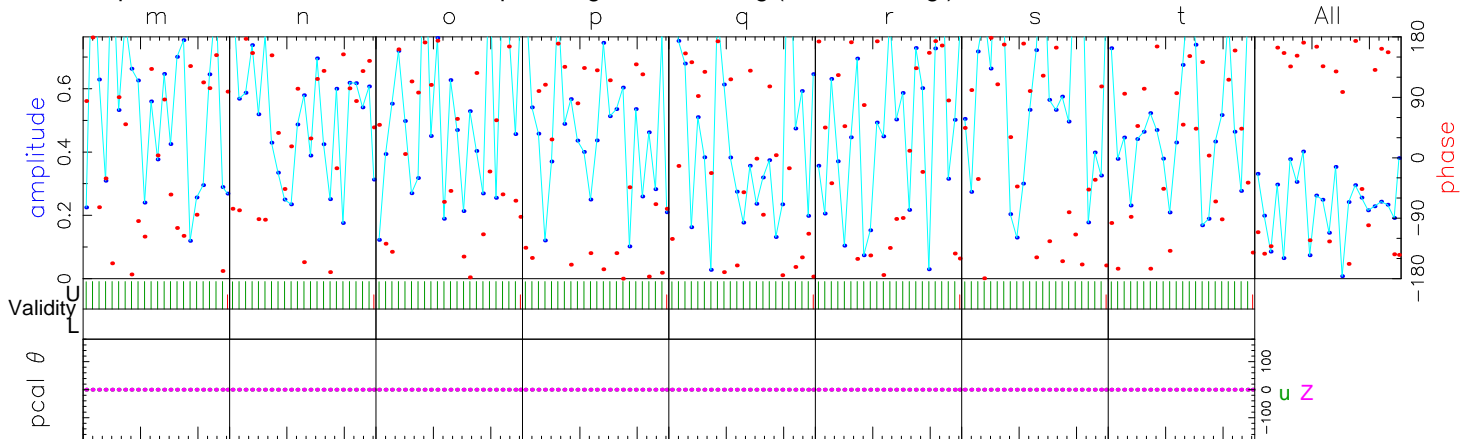 m n o p q r s t All
amplitude
0 0.2 0.4 0.6
phase
−180 −90 0 90 180
Validity
U
L
pcal θ
−100 0 100
u Z